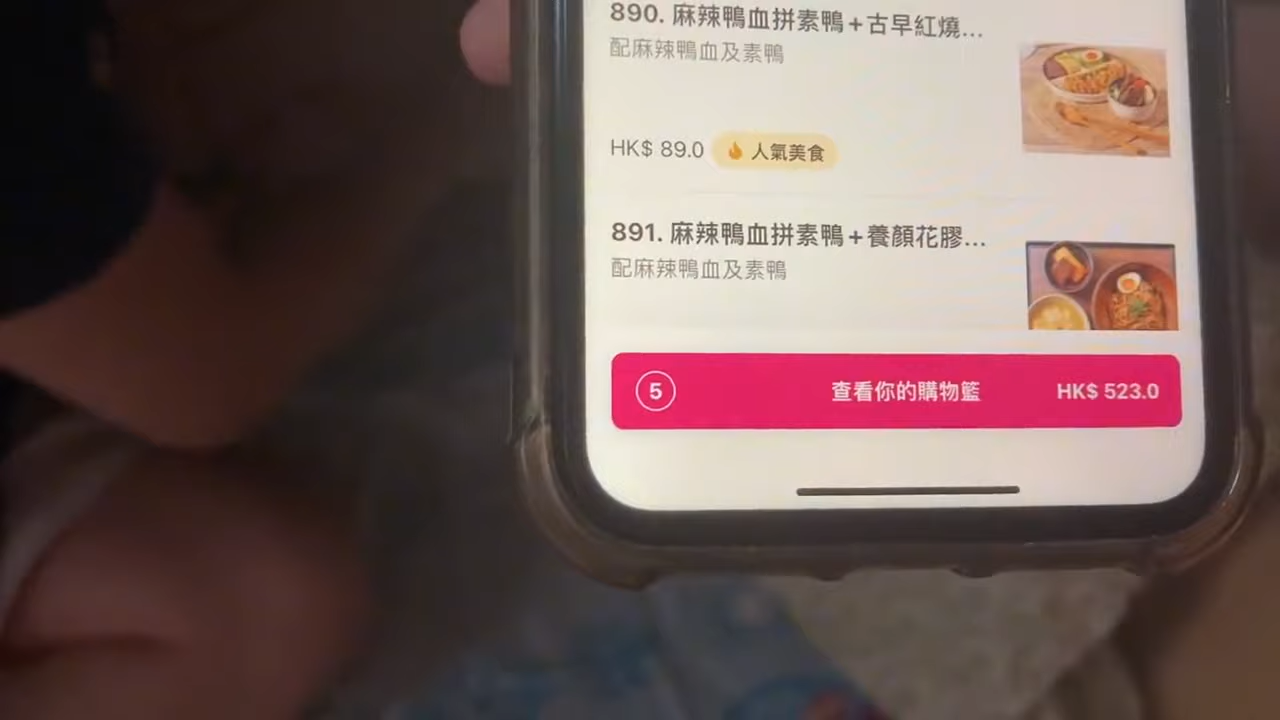 890. 麻辣鴨血拼素鴨+古早紅燒...
配麻辣鴨血及素鴨
HK$ 89.0 人氣美食
891. 麻辣鴨血拼素鴨+養顏花膠...
配麻辣鴨血及素鴨
5 查看你的購物籃 HK$ 523.0